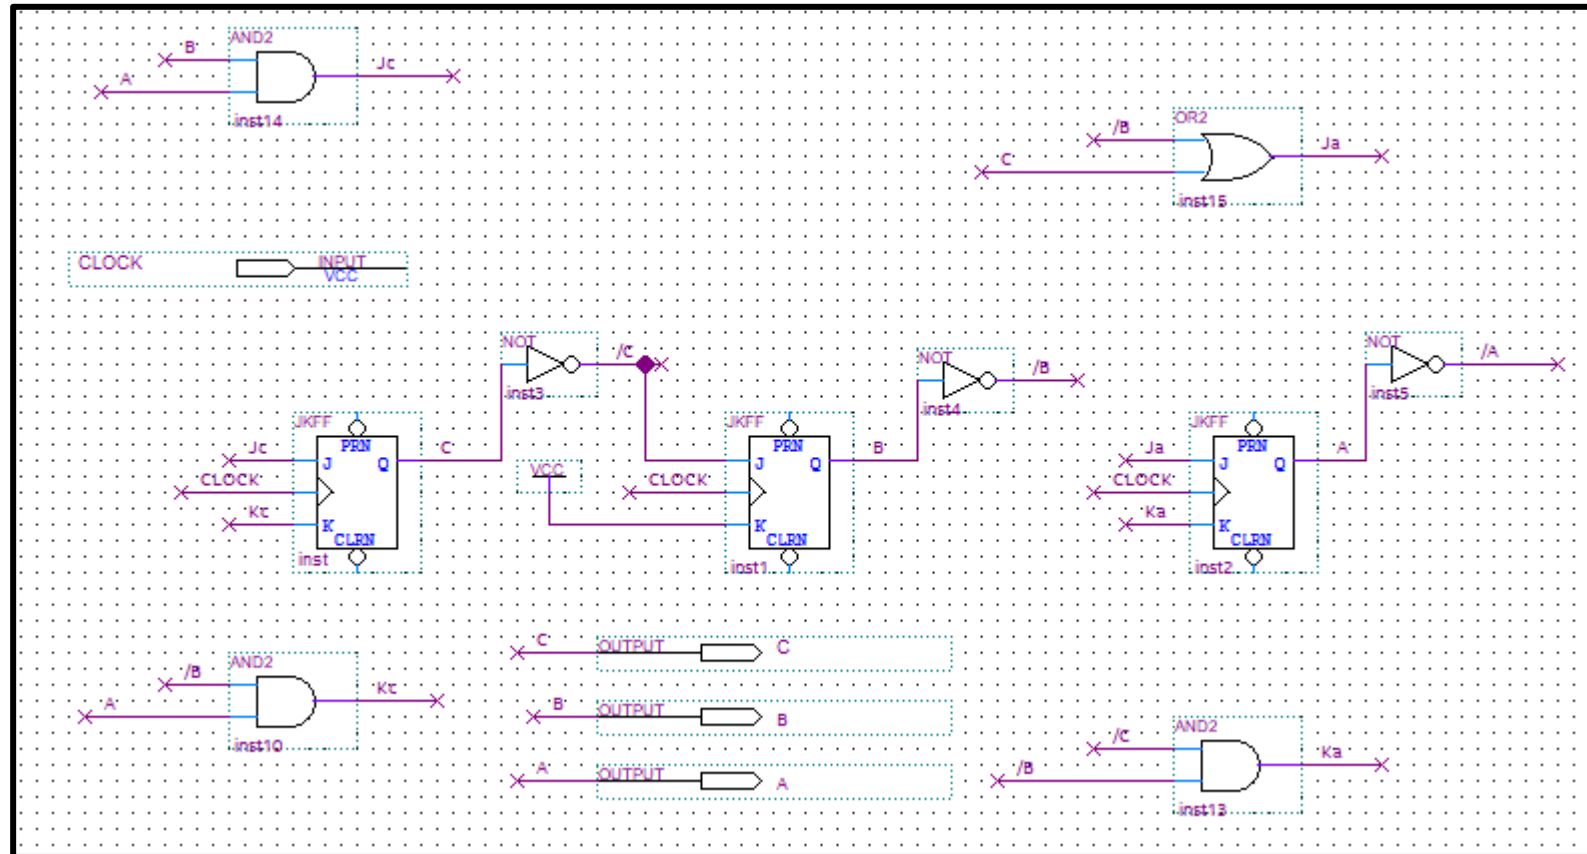 AND2
B
A
Jc
inst14
OR2
/B
C
Ja
inst15
CLOCK
INPUT
VCC
NOT
/C
inst3
NOT
/B
inst4
NOT
/A
inst5
JKFF
PRN
Jc
J
Q
C
CLOCK
Kc
K
CLRN
inst
VCC
JKFF
PRN
J
Q
B
CLOCK
K
CLRN
inst1
JKFF
PRN
Ja
J
Q
A
CLOCK
Ka
K
CLRN
inst2
AND2
/B
A
Kc
inst10
C
OUTPUT
C
B
OUTPUT
B
A
OUTPUT
A
AND2
/C
/B
Ka
inst13